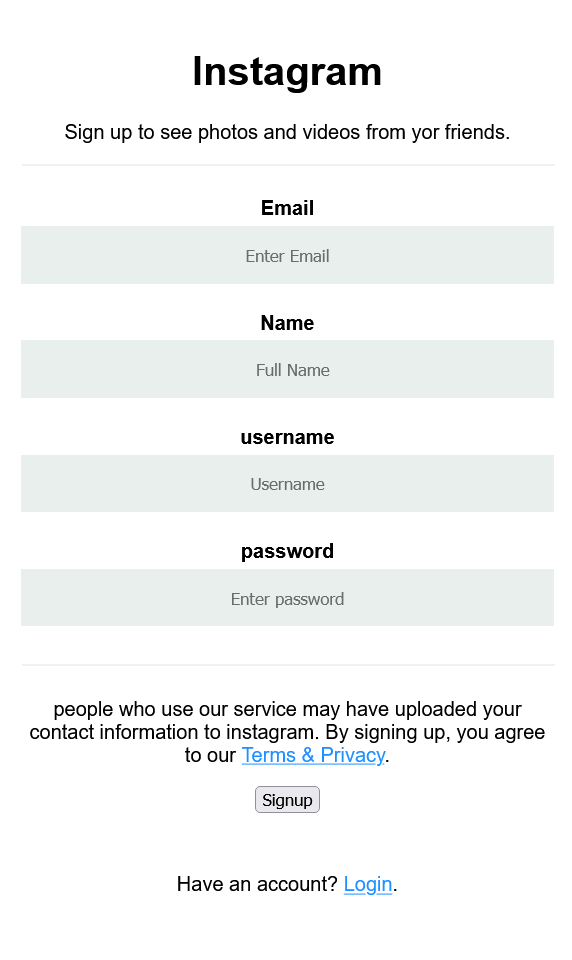 Instagram
Sign up to see photos and videos from yor friends.
Email
Enter Email
Name
Full Name
username
Username
password
Enter password
people who use our service may have uploaded your
contact information to instagram. By signing up, you agree
to our Terms & Privacy.
Signup
Have an account? Login.